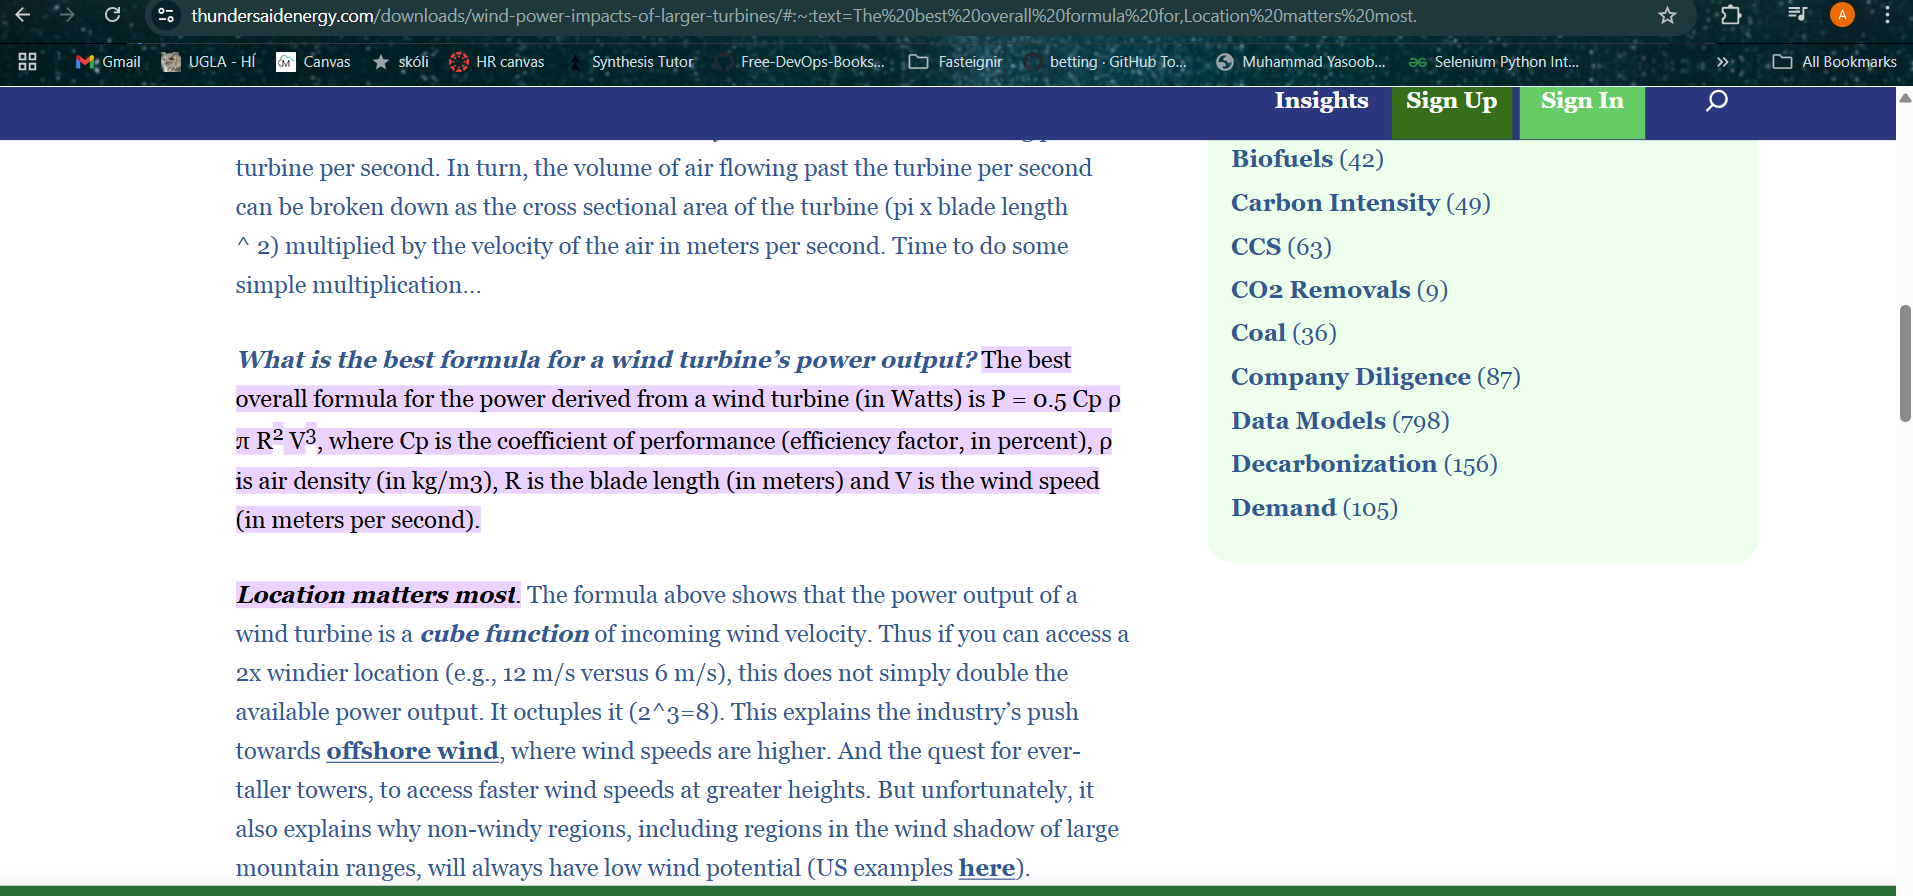 thundersaidenergy.com/downloads/wind-power-impacts-of-larger-turbines/#:~:text=The%20best%20overall%20formula%20for,Location%20matters%20most.
A
Gmail UGLA - HÍ Canvas skóli HR canvas Synthesis Tutor Free-DevOps-Books... Fasteignir betting · GitHub To... Muhammad Yasoob... Selenium Python Int... » All Bookmarks
Insights Sign Up Sign In
turbine per second. In turn, the volume of air flowing past the turbine per second
can be broken down as the cross sectional area of the turbine (pi x blade length
^ 2) multiplied by the velocity of the air in meters per second. Time to do some
simple multiplication…
What is the best formula for a wind turbine’s power output? The best
overall formula for the power derived from a wind turbine (in Watts) is P = 0.5 Cp ρ
π R² V³, where Cp is the coefficient of performance (efficiency factor, in percent), ρ
is air density (in kg/m3), R is the blade length (in meters) and V is the wind speed
(in meters per second).
Location matters most. The formula above shows that the power output of a
wind turbine is a cube function of incoming wind velocity. Thus if you can access a
2x windier location (e.g., 12 m/s versus 6 m/s), this does not simply double the
available power output. It octuples it (2^3=8). This explains the industry’s push
towards offshore wind, where wind speeds are higher. And the quest for ever-
taller towers, to access faster wind speeds at greater heights. But unfortunately, it
also explains why non-windy regions, including regions in the wind shadow of large
mountain ranges, will always have low wind potential (US examples here).
Biofuels (42)
Carbon Intensity (49)
CCS (63)
CO2 Removals (9)
Coal (36)
Company Diligence (87)
Data Models (798)
Decarbonization (156)
Demand (105)